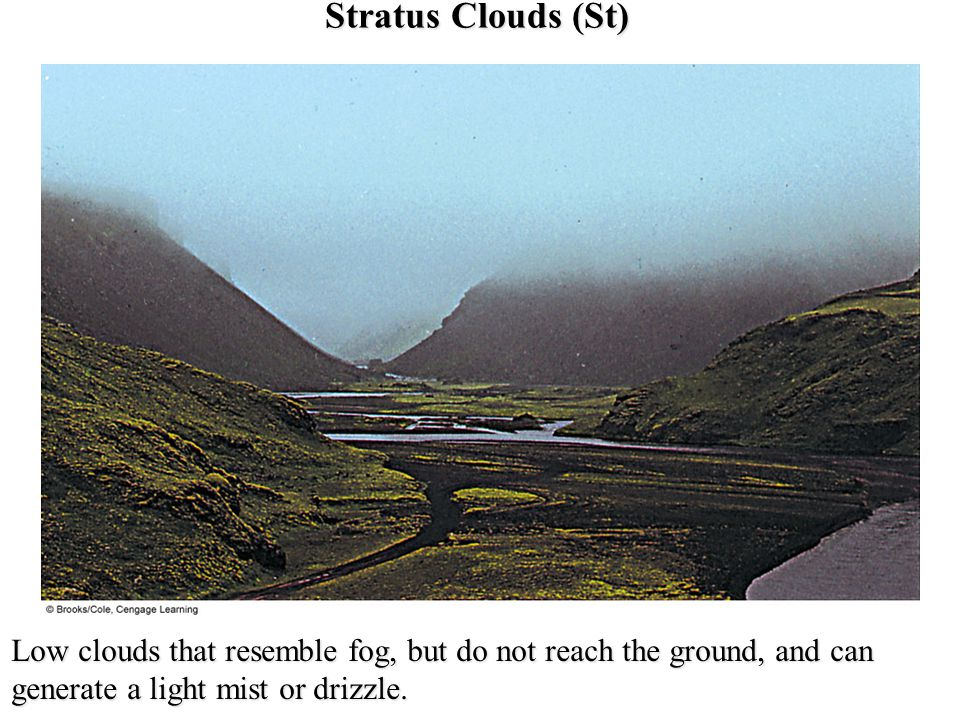 Stratus Clouds (St)
© Brooks/Cole, Cengage Learning
Low clouds that resemble fog, but do not reach the ground, and can
generate a light mist or drizzle.